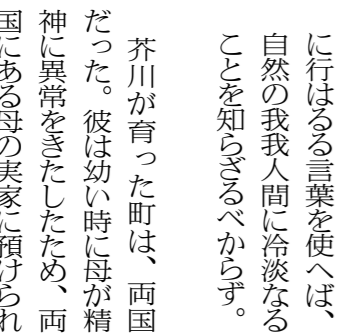 に行はるる言葉を使へば、
自然の我我人間に冷淡なる
ことを知らざるべからず。
芥川が育った町は、両国
だった。彼は幼い時に母が精
神に異常をきたしたため、両
国にある母の実家に預けられ